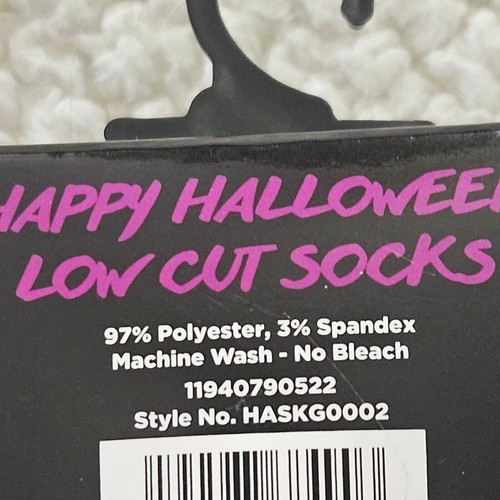 HAPPY HALLOWEEN
LOW CUT SOCKS
97% Polyester, 3% Spandex
Machine Wash - No Bleach
11940790522
Style No. HASKG0002